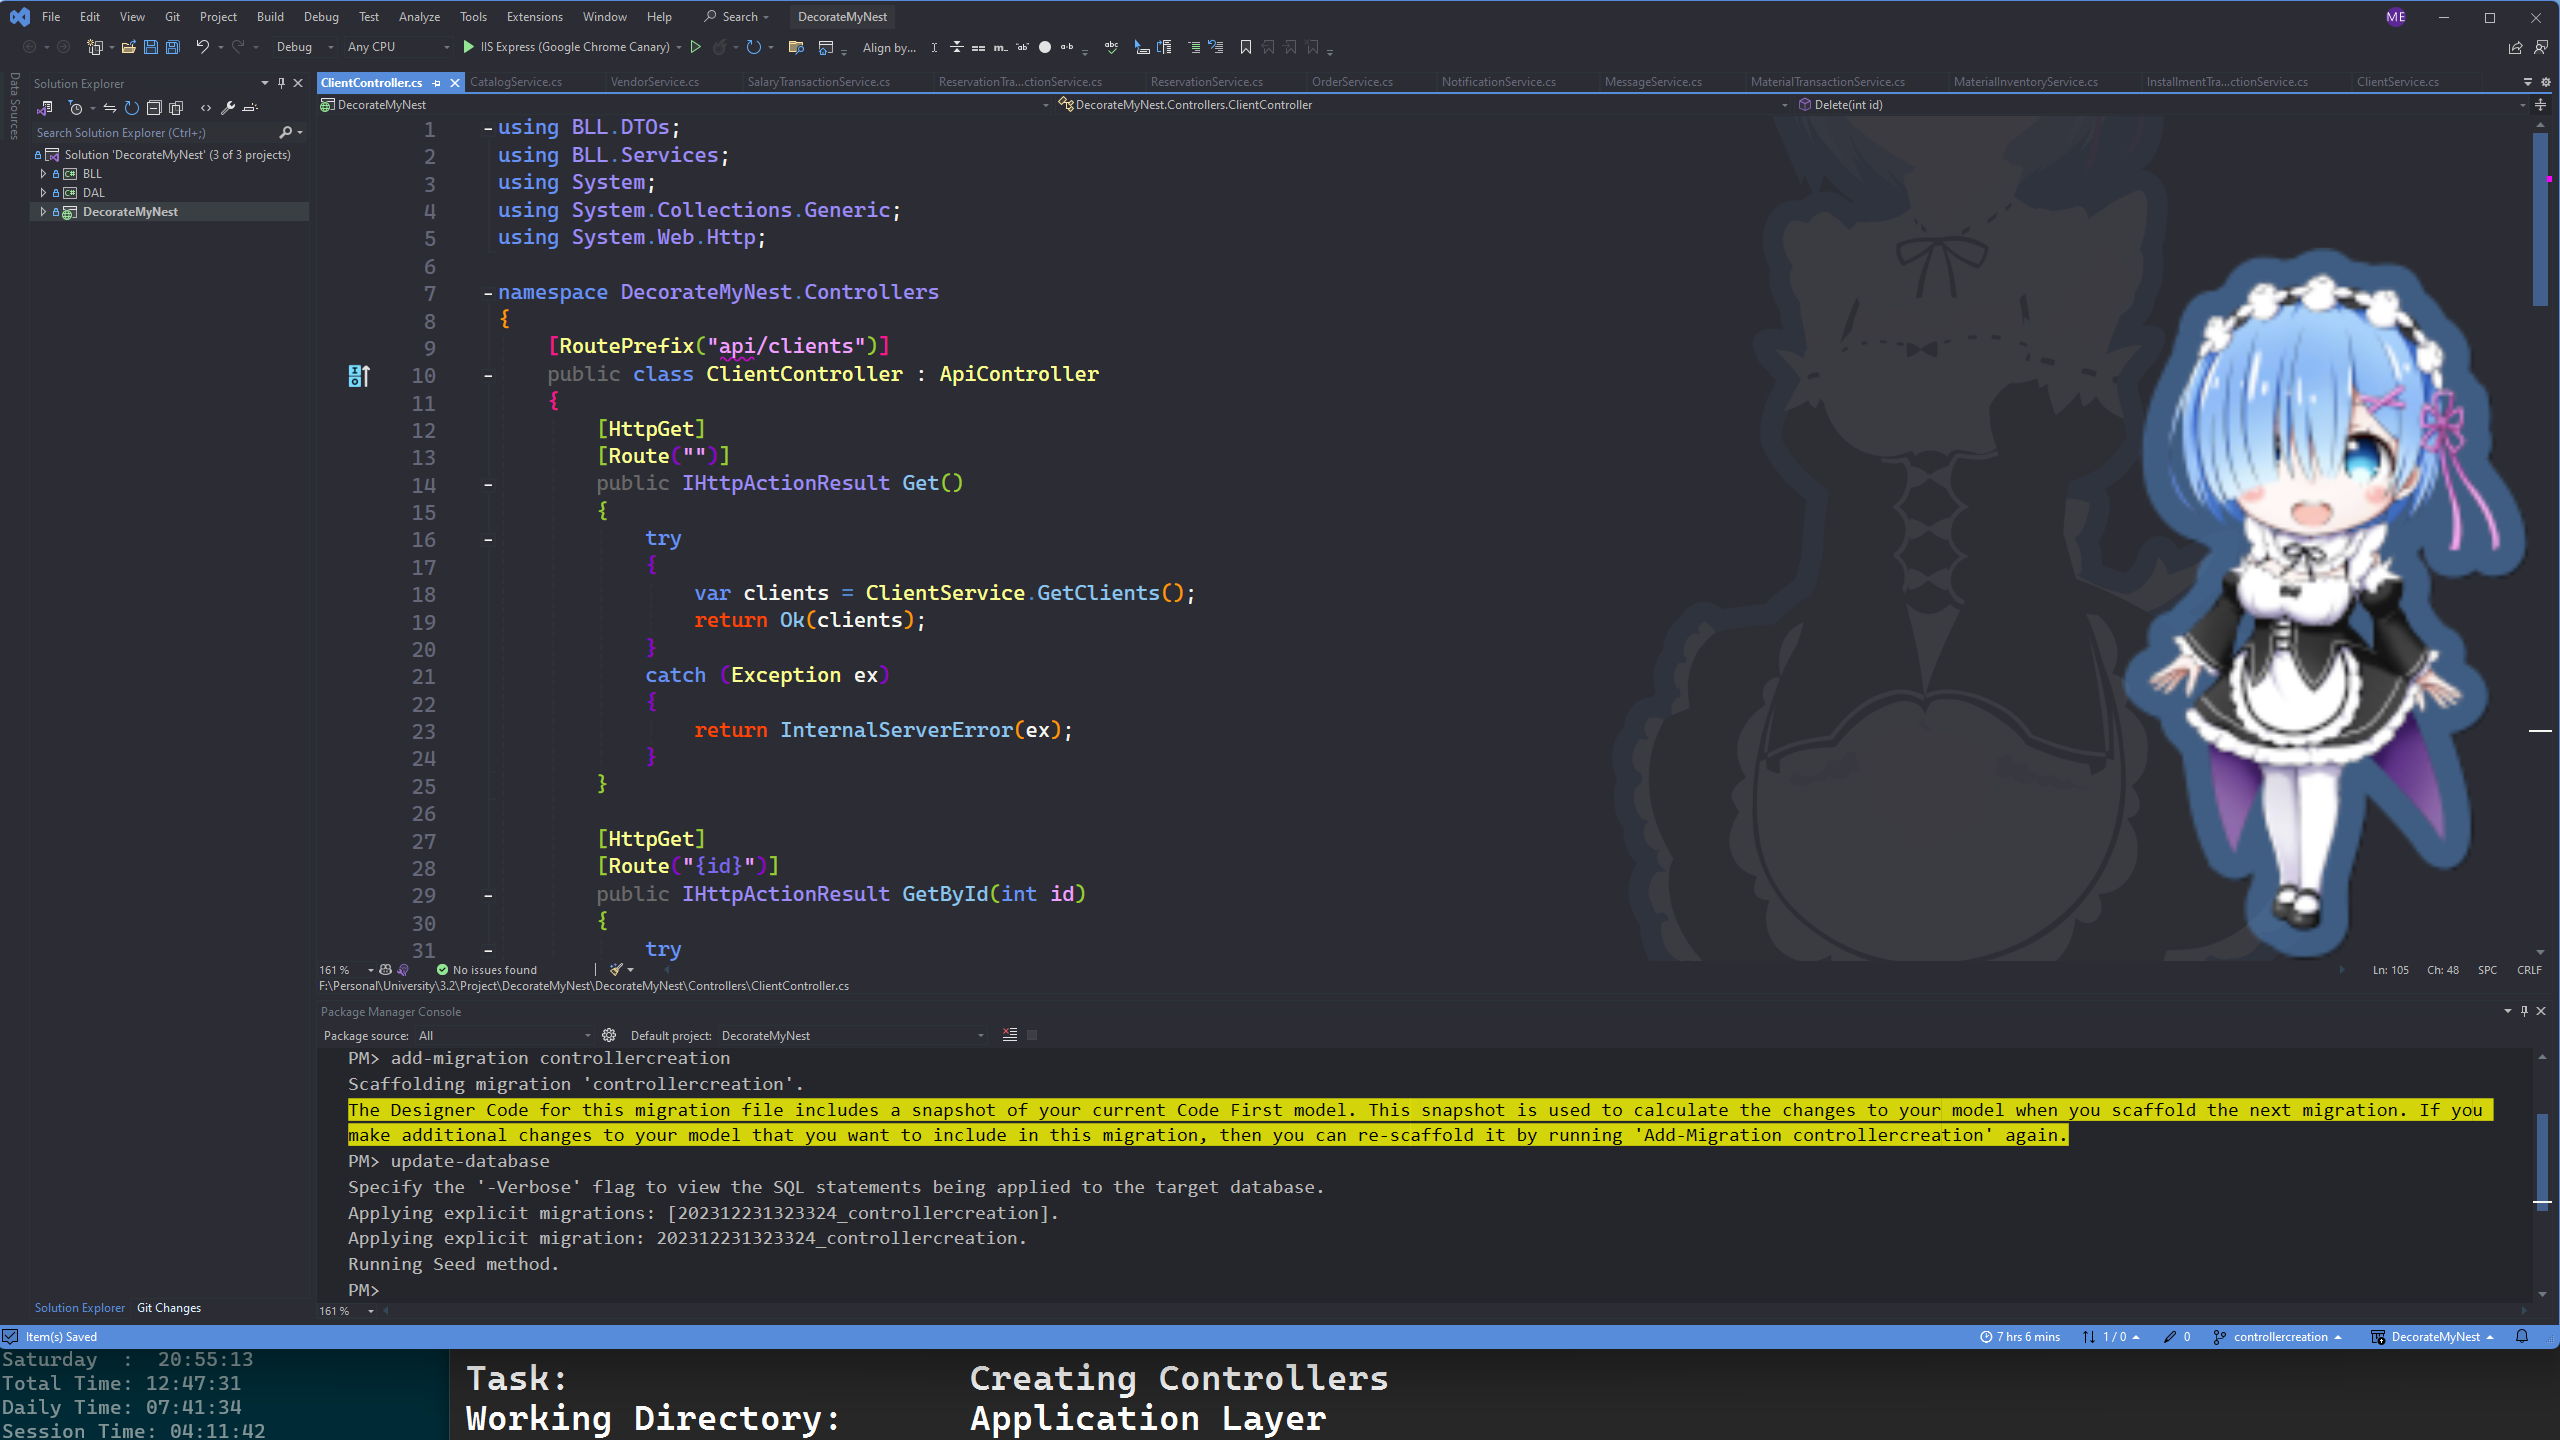 File Edit View Git Project Build Debug Test Analyze Tools Extensions Window Help Search DecorateMyNest ME
Debug Any CPU IIS Express (Google Chrome Canary) Align by...
Data Sources
Solution Explorer
Search Solution Explorer (Ctrl+;)
Solution 'DecorateMyNest' (3 of 3 projects)
BLL
DAL
DecorateMyNest
ClientController.cs CatalogService.cs VendorService.cs SalaryTransactionService.cs ReservationTra...ctionService.cs ReservationService.cs OrderService.cs NotificationService.cs MessageService.cs MaterialTransactionService.cs MaterialInventoryService.cs InstallmentTra...ctionService.cs ClientService.cs
DecorateMyNest DecorateMyNest.Controllers.ClientController Delete(int id)
1 using BLL.DTOs;
2 using BLL.Services;
3 using System;
4 using System.Collections.Generic;
5 using System.Web.Http;
6
7 namespace DecorateMyNest.Controllers
8 {
9 [RoutePrefix("api/clients")]
10 public class ClientController : ApiController
11 {
12 [HttpGet]
13 [Route("")]
14 public IHttpActionResult Get()
15 {
16 try
17 {
18 var clients = ClientService.GetClients();
19 return Ok(clients);
20 }
21 catch (Exception ex)
22 {
23 return InternalServerError(ex);
24 }
25 }
26
27 [HttpGet]
28 [Route("{id}")]
29 public IHttpActionResult GetById(int id)
30 {
31 try
161 % No issues found Ln: 105 Ch: 48 SPC CRLF
F:\Personal\University\3.2\Project\DecorateMyNest\DecorateMyNest\Controllers\ClientController.cs
Package Manager Console
Package source: All Default project: DecorateMyNest
PM> add-migration controllercreation
Scaffolding migration 'controllercreation'.
The Designer Code for this migration file includes a snapshot of your current Code First model. This snapshot is used to calculate the changes to your model when you scaffold the next migration. If you
make additional changes to your model that you want to include in this migration, then you can re-scaffold it by running 'Add-Migration controllercreation' again.
PM> update-database
Specify the '-Verbose' flag to view the SQL statements being applied to the target database.
Applying explicit migrations: [202312231323324_controllercreation].
Applying explicit migration: 202312231323324_controllercreation.
Running Seed method.
PM>
161 %
Solution Explorer Git Changes
Item(s) Saved 7 hrs 6 mins 1 / 0 0 controllercreation DecorateMyNest
Saturday : 20:55:13
Total Time: 12:47:31
Daily Time: 07:41:34
Session Time: 04:11:42
Task: Creating Controllers
Working Directory: Application Layer